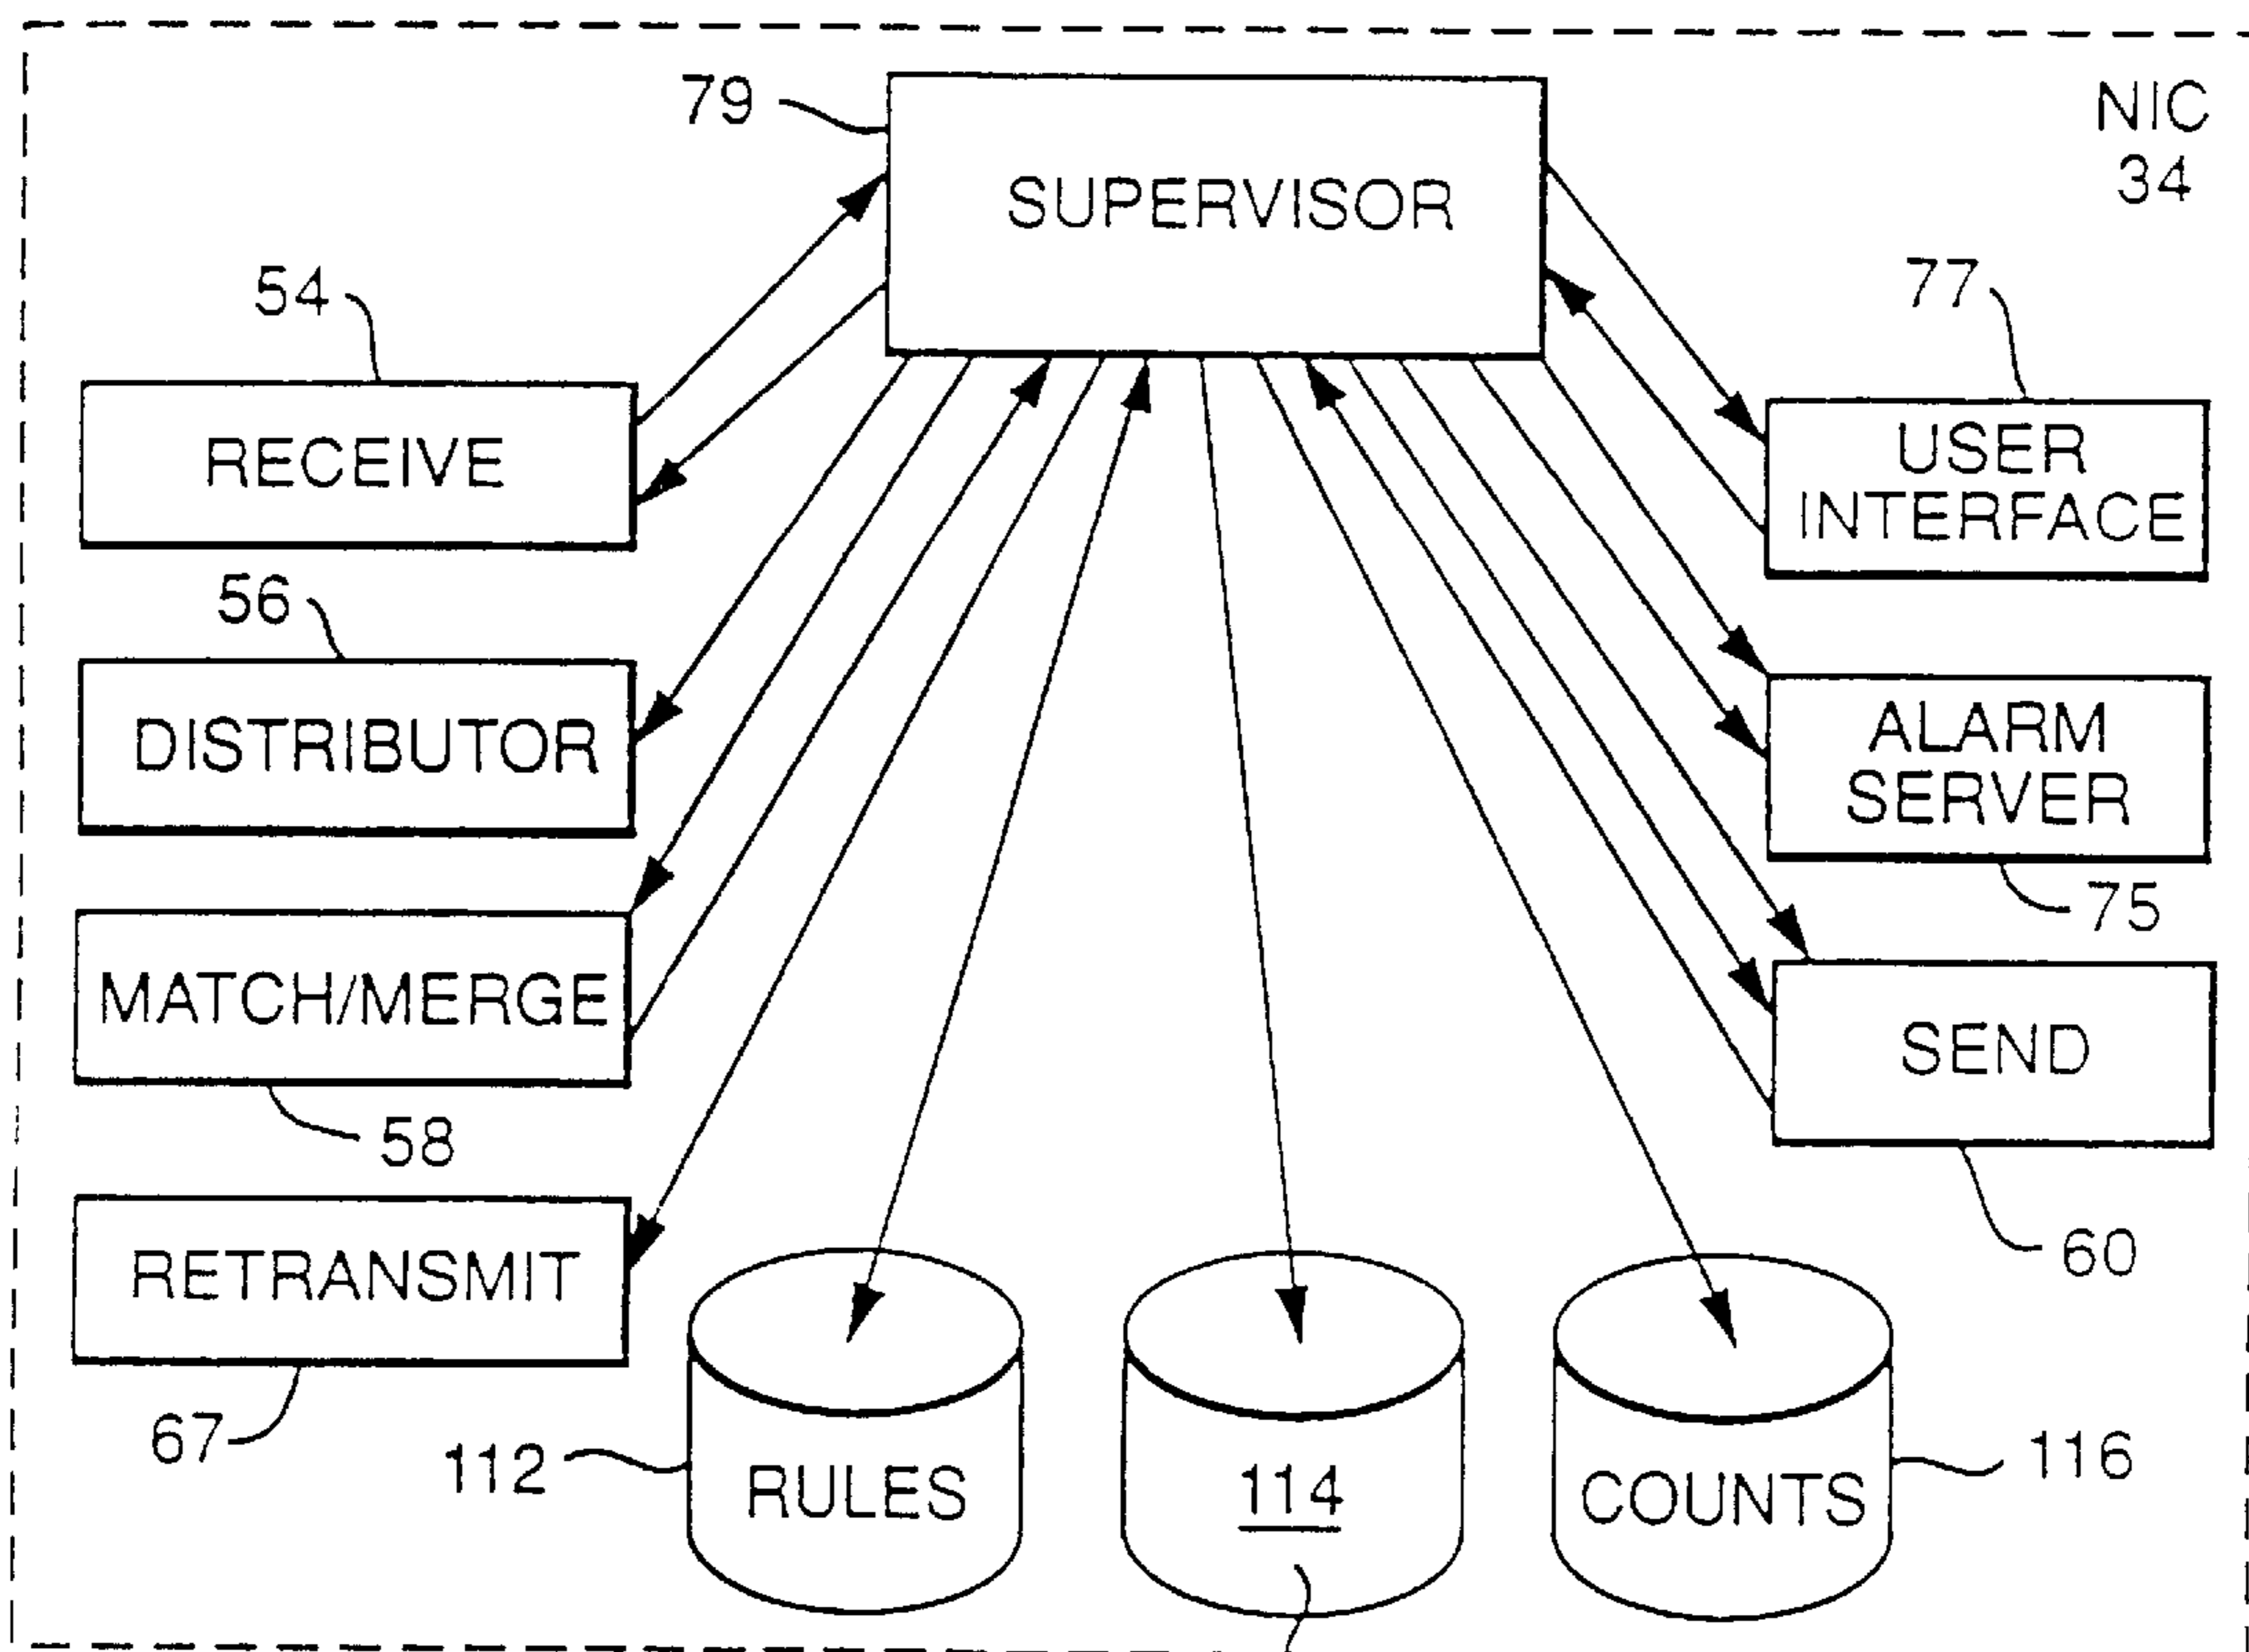 79
SUPERVISOR
NIC
34
54
RECEIVE
77
USER
INTERFACE
56
DISTRIBUTOR
ALARM
SERVER
75
MATCH/MERGE
58
SEND
60
RETRANSMIT
67
112
RULES
114
COUNTS
116